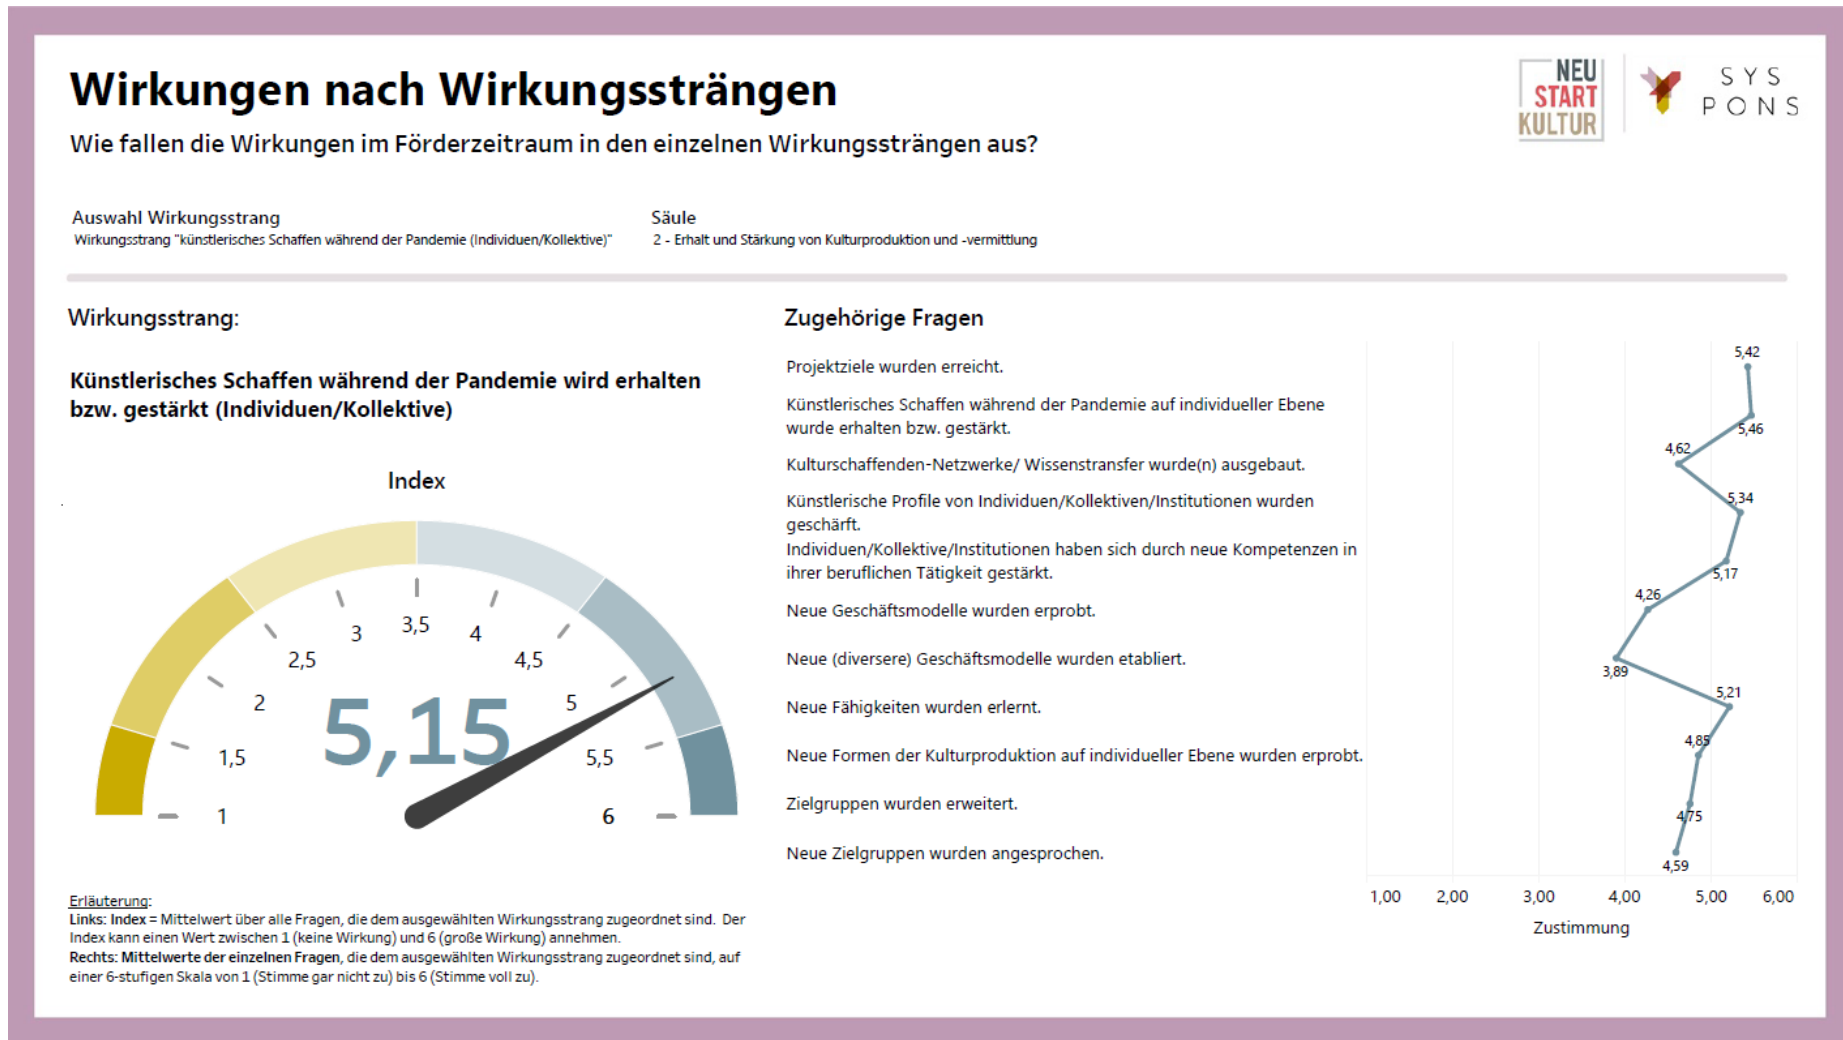 Wirkungen nach Wirkungssträngen
Wie fallen die Wirkungen im Förderzeitraum in den einzelnen Wirkungssträngen aus?
NEU
START
KULTUR
SYS
PONS
Auswahl Wirkungsstrang
Wirkungsstrang "künstlerisches Schaffen während der Pandemie (Individuen/Kollektive)"
Säule
2 - Erhalt und Stärkung von Kulturproduktion und -vermittlung
Wirkungsstrang:
Künstlerisches Schaffen während der Pandemie wird erhalten
bzw. gestärkt (Individuen/Kollektive)
Index
1
1,5
2
2,5
3
3,5
4
4,5
5
5,5
6
5,15
Erläuterung:
Links: Index = Mittelwert über alle Fragen, die dem ausgewählten Wirkungsstrang zugeordnet sind. Der
Index kann einen Wert zwischen 1 (keine Wirkung) und 6 (große Wirkung) annehmen.
Rechts: Mittelwerte der einzelnen Fragen, die dem ausgewählten Wirkungsstrang zugeordnet sind, auf
einer 6-stufigen Skala von 1 (Stimme gar nicht zu) bis 6 (Stimme voll zu).
Zugehörige Fragen
Projektziele wurden erreicht.
Künstlerisches Schaffen während der Pandemie auf individueller Ebene
wurde erhalten bzw. gestärkt.
Kulturschaffenden-Netzwerke/ Wissenstransfer wurde(n) ausgebaut.
Künstlerische Profile von Individuen/Kollektiven/Institutionen wurden
geschärft.
Individuen/Kollektive/Institutionen haben sich durch neue Kompetenzen in
ihrer beruflichen Tätigkeit gestärkt.
Neue Geschäftsmodelle wurden erprobt.
Neue (diversere) Geschäftsmodelle wurden etabliert.
Neue Fähigkeiten wurden erlernt.
Neue Formen der Kulturproduktion auf individueller Ebene wurden erprobt.
Zielgruppen wurden erweitert.
Neue Zielgruppen wurden angesprochen.
5,42
5,46
4,62
5,34
5,17
4,26
3,89
5,21
4,85
4,75
4,59
1,00 2,00 3,00 4,00 5,00 6,00
Zustimmung